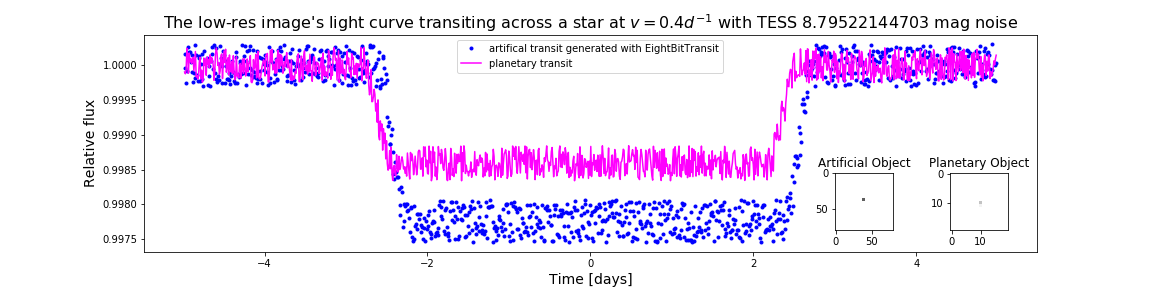 The low-res image's light curve transiting across a star at v = 0.4d⁻¹ with TESS 8.79522144703 mag noise
artifical transit generated with EightBitTransit
planetary transit
Relative flux
1.0000
0.9995
0.9990
0.9985
0.9980
0.9975
Artificial Object
0
50
0 50
Planetary Object
0
10
0 10
−4 −2 0 2 4
Time [days]